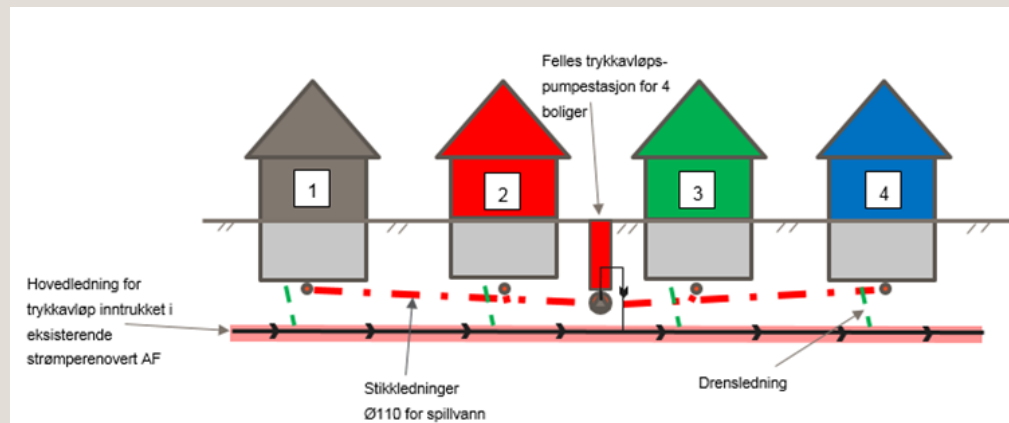 Felles trykkavløps-
pumpestasjon for 4
boliger
1
2
3
4
Hovedledning for
trykkavløp inntrukket i
eksisterende
strømperenovert AF
Stikkledninger
Ø110 for spillvann
Drensledning